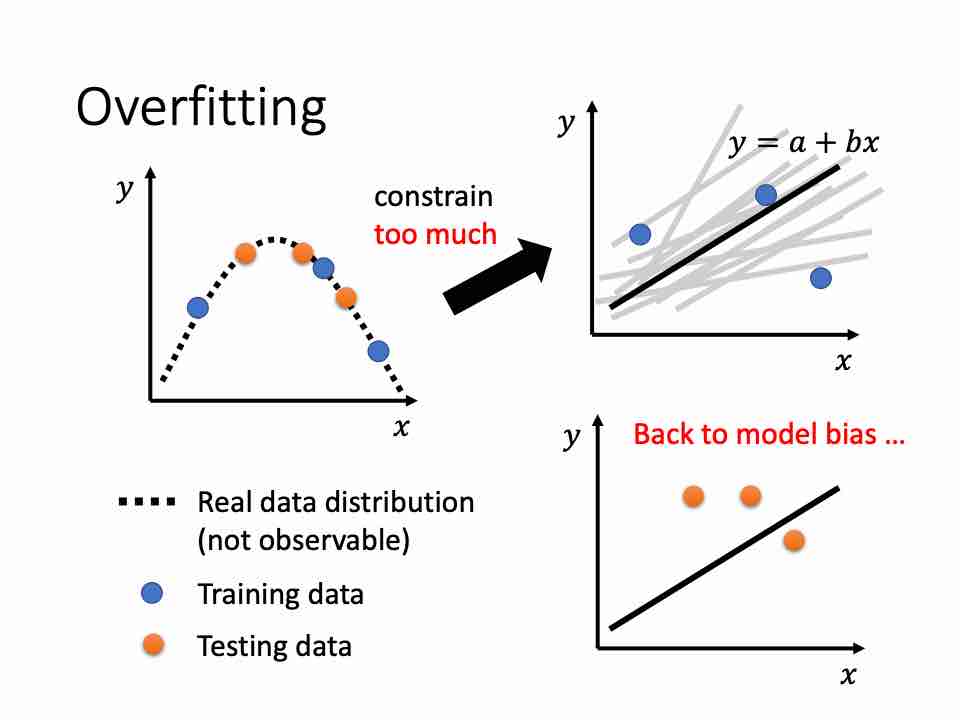 Overfitting
y
x
constrain
too much
y
y = a + bx
x
y
Back to model bias …
x
Real data distribution
(not observable)
Training data
Testing data